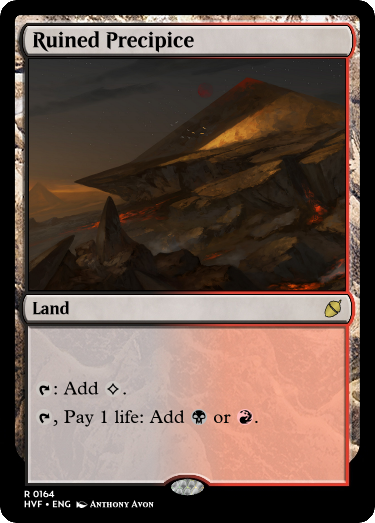 Ruined Precipice
Land
: Add .
, Pay 1 life: Add or .
R 0164
HVF • ENG Anthony Avon